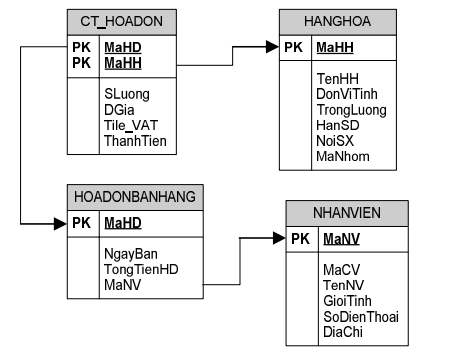 CT_HOADON
PK MaHD
PK MaHH
SLuong
DGia
Tile_VAT
ThanhTien
HANGHOA
PK MaHH
TenHH
DonViTinh
TrongLuong
HanSD
NoiSX
MaNhom
HOADONBANHANG
PK MaHD
NgayBan
TongTienHD
MaNV
NHANVIEN
PK MaNV
MaCV
TenNV
GioiTinh
SoDienThoai
DiaChi